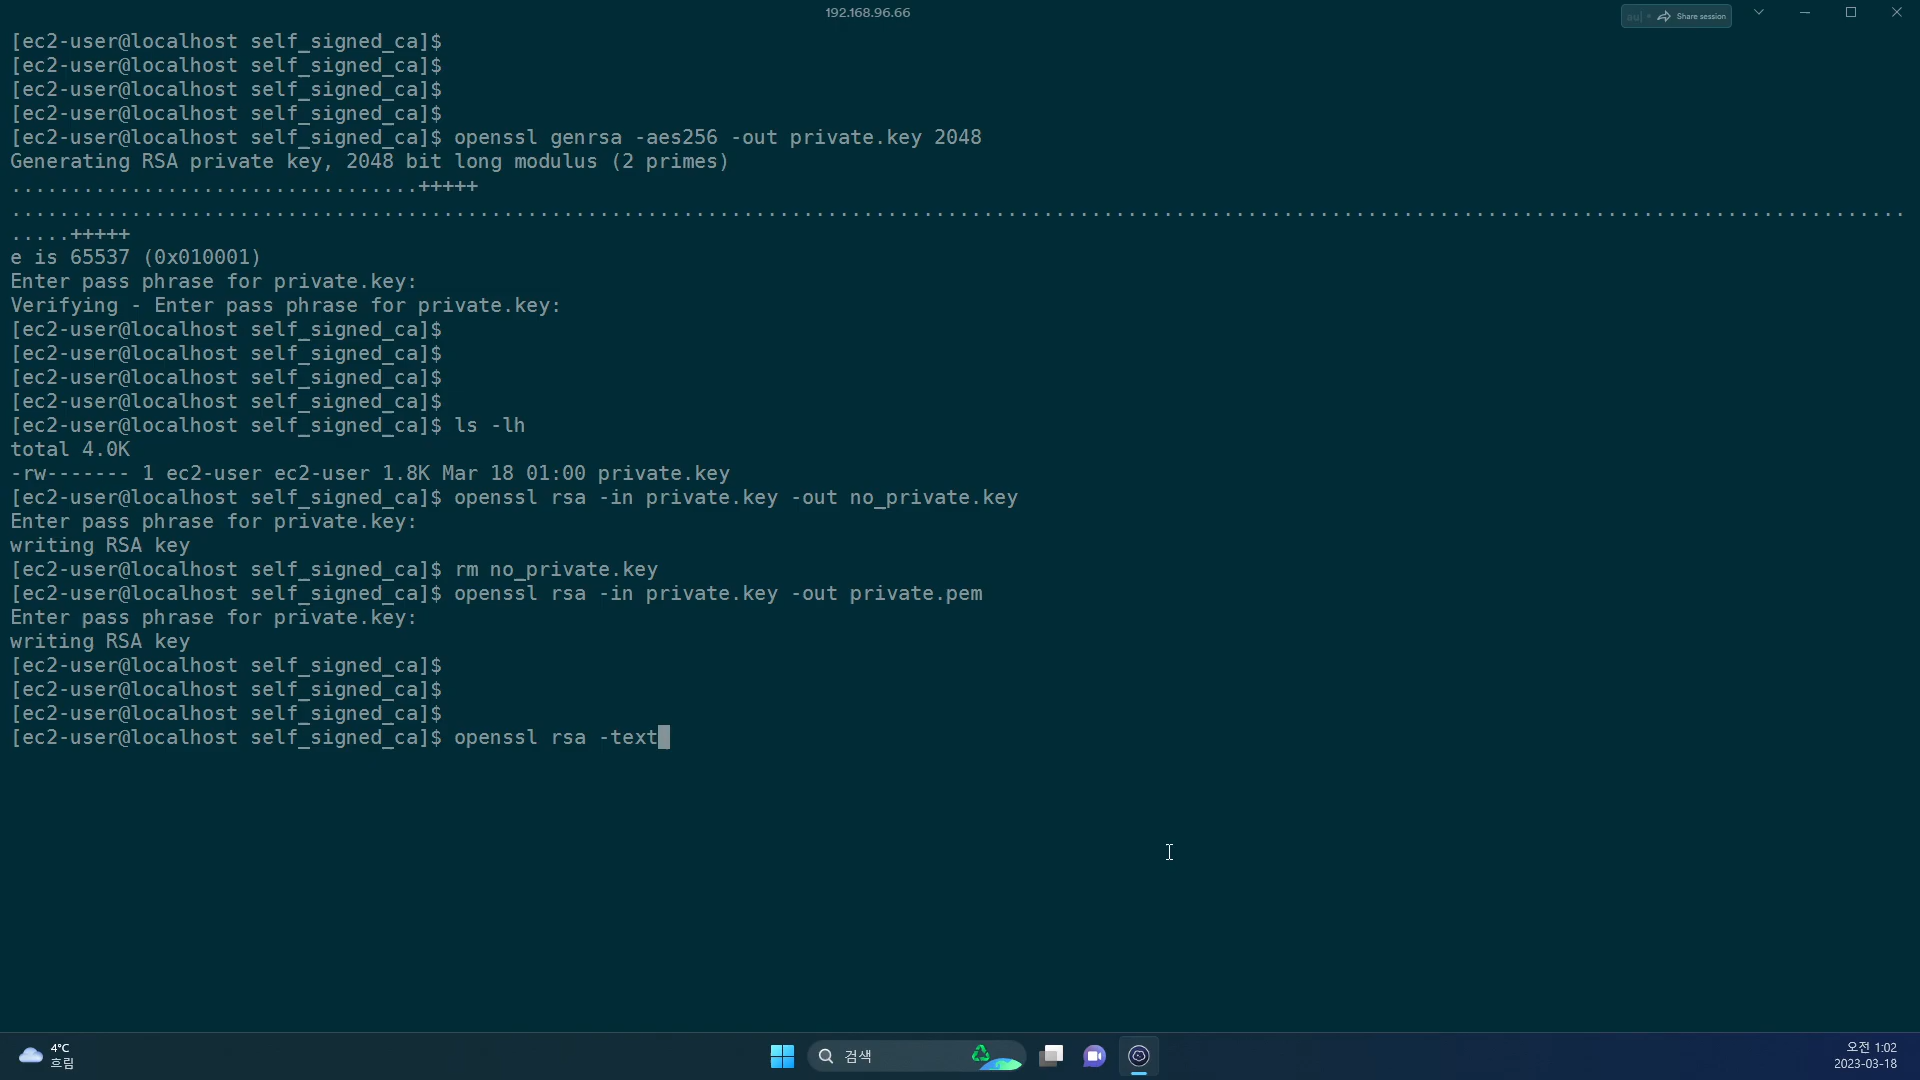 192.168.96.66
Share session
[ec2-user@localhost self_signed_ca]$
[ec2-user@localhost self_signed_ca]$
[ec2-user@localhost self_signed_ca]$
[ec2-user@localhost self_signed_ca]$
[ec2-user@localhost self_signed_ca]$ openssl genrsa -aes256 -out private.key 2048
Generating RSA private key, 2048 bit long modulus (2 primes)
..................................+++++
..............................................................................................................................................................
.....+++++
e is 65537 (0x010001)
Enter pass phrase for private.key:
Verifying - Enter pass phrase for private.key:
[ec2-user@localhost self_signed_ca]$
[ec2-user@localhost self_signed_ca]$
[ec2-user@localhost self_signed_ca]$
[ec2-user@localhost self_signed_ca]$
[ec2-user@localhost self_signed_ca]$ ls -lh
total 4.0K
-rw------- 1 ec2-user ec2-user 1.8K Mar 18 01:00 private.key
[ec2-user@localhost self_signed_ca]$ openssl rsa -in private.key -out no_private.key
Enter pass phrase for private.key:
writing RSA key
[ec2-user@localhost self_signed_ca]$ rm no_private.key
[ec2-user@localhost self_signed_ca]$ openssl rsa -in private.key -out private.pem
Enter pass phrase for private.key:
writing RSA key
[ec2-user@localhost self_signed_ca]$
[ec2-user@localhost self_signed_ca]$
[ec2-user@localhost self_signed_ca]$
[ec2-user@localhost self_signed_ca]$ openssl rsa -text
4°C
흐림
검색
오전 1:02
2023-03-18